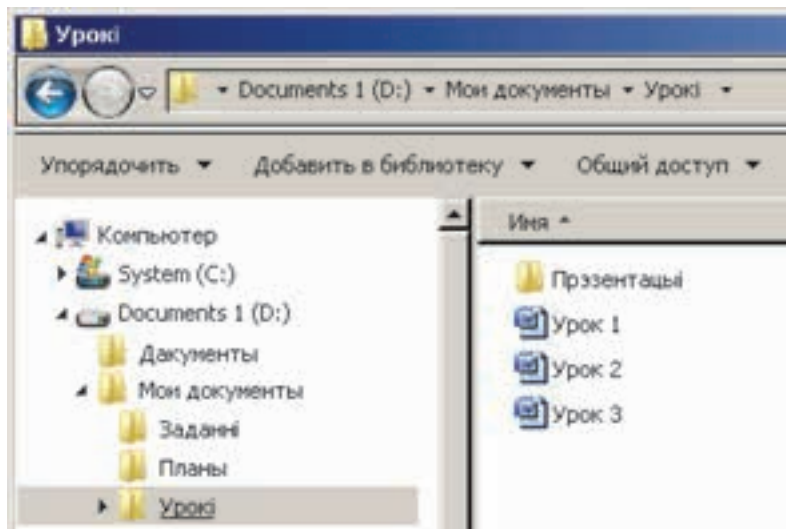 Урокі
Documents 1 (D:) Мои документы Урокі
Упорядочить Добавить в библиотеку Общий доступ
Компьютер
System (C:)
Documents 1 (D:)
Дакументы
Мои документы
Заданні
Планы
Урокі
Имя
Прэзентацыі
Урок 1
Урок 2
Урок 3